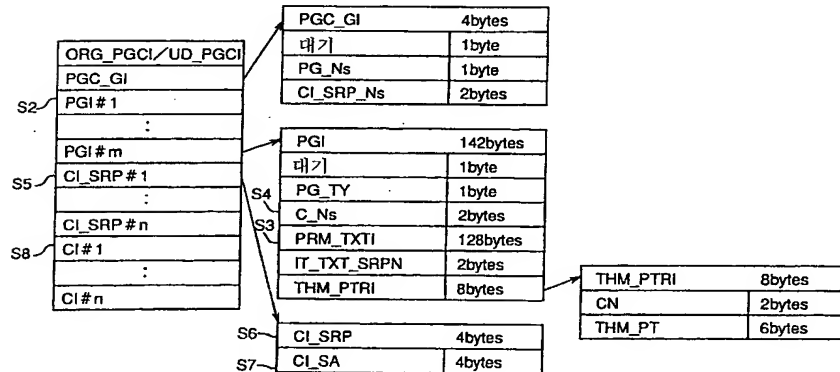 ORG_PGCI/UD_PGCI
PGC_GI
S2
PGI#1
:
PGI#m
S5
CI_SRP#1
:
CI_SRP#n
S8
CI#1
:
CI#n
PGC_GI 4bytes
대기 1byte
PG_Ns 1byte
CI_SRP_Ns 2bytes
PGI 142bytes
대기 1byte
PG_TY 1byte
S4
C_Ns 2bytes
S3
PRM_TXTI 128bytes
IT_TXT_SRPN 2bytes
THM_PTRI 8bytes
S6
CI_SRP 4bytes
S7
CI_SA 4bytes
THM_PTRI 8bytes
CN 2bytes
THM_PT 6bytes